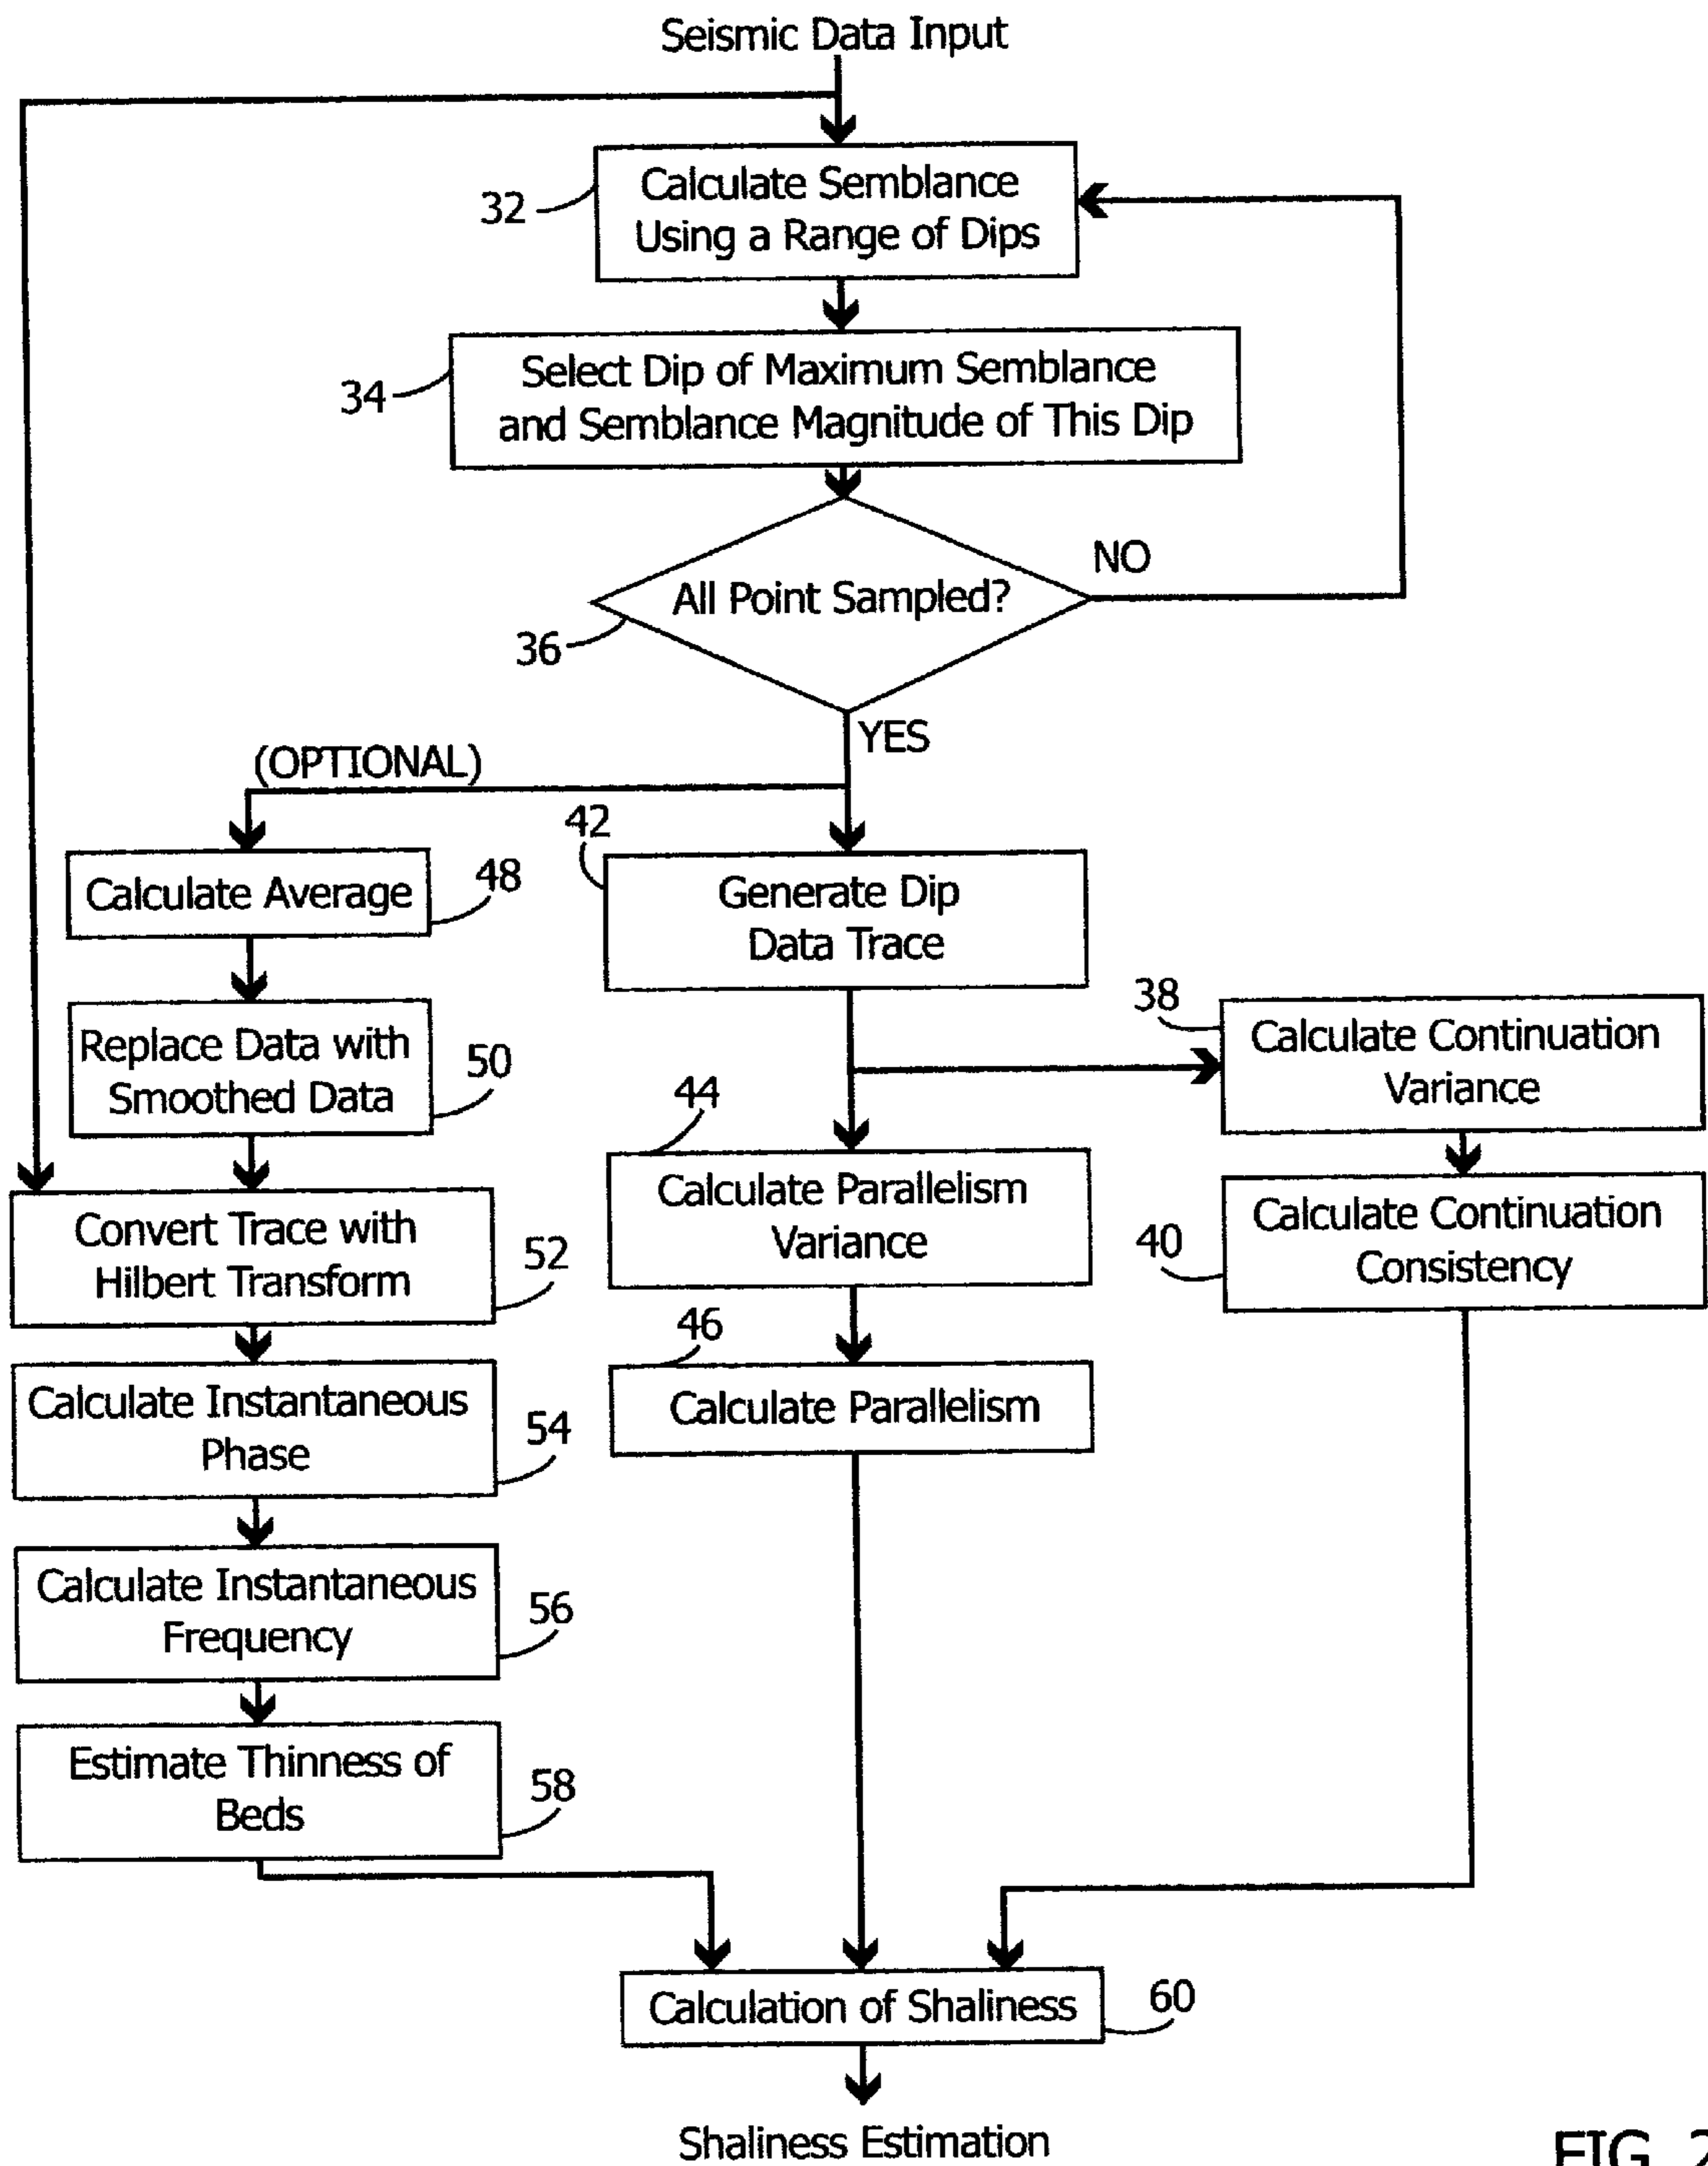 Seismic Data Input
32
Calculate Semblance
Using a Range of Dips
34
Select Dip of Maximum Semblance
and Semblance Magnitude of This Dip
NO
All Point Sampled?
36
YES
(OPTIONAL)
42
Calculate Average
48
Generate Dip
Data Trace
38
Calculate Continuation
Variance
Replace Data with
Smoothed Data
50
44
Calculate Parallelism
Variance
40
Calculate Continuation
Consistency
Convert Trace with
Hilbert Transform
52
46
Calculate Parallelism
Calculate Instantaneous
Phase
54
Calculate Instantaneous
Frequency
56
Estimate Thinness of
Beds
58
Calculation of Shaliness
60
Shaliness Estimation
FIG. 2